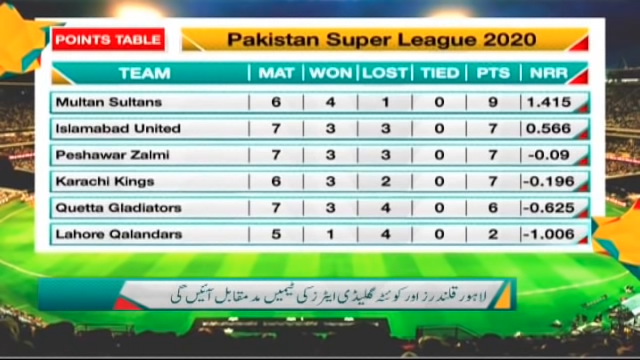 POINTS TABLE
Pakistan Super League 2020
TEAM MAT WON LOST TIED PTS NRR
Multan Sultans 6 4 1 0 9 1.415
Islamabad United 7 3 3 0 7 0.566
Peshawar Zalmi 7 3 3 0 7 -0.09
Karachi Kings 6 3 2 0 7 -0.196
Quetta Gladiators 7 3 4 0 6 -0.625
Lahore Qalandars 5 1 4 0 2 -1.006
لاہور قلندرز اور کوئٹہ گلیڈی ایٹرز کی ٹیمیں مد مقابل آئیں گی